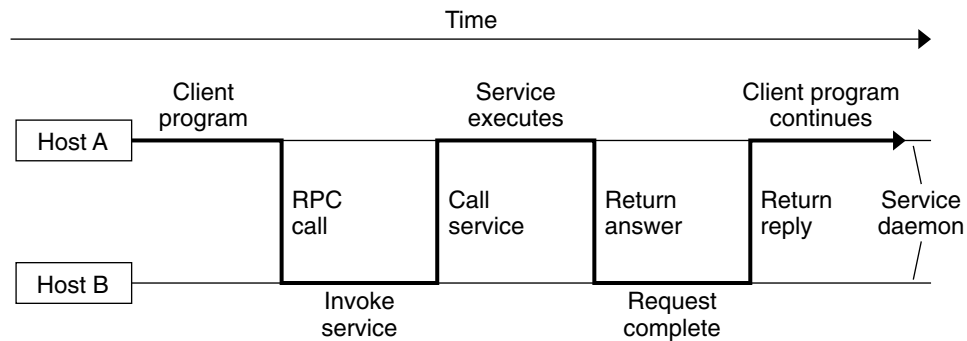 Time
Client
program
Service
executes
Client program
continues
Host A
RPC
call
Call
service
Return
answer
Return
reply
Service
daemon
Host B
Invoke
service
Request
complete